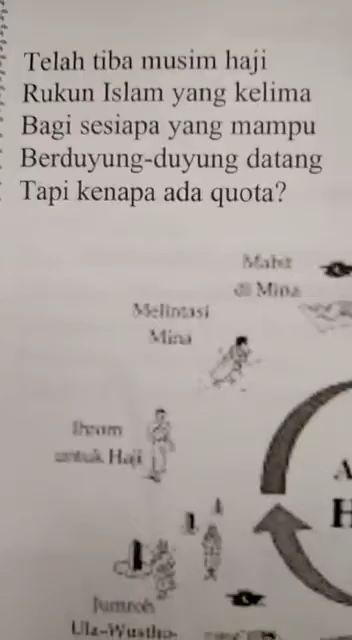 Telah tiba musim haji
Rukun Islam yang kelima
Bagi sesiapa yang mampu
Berduyung-duyung datang
Tapi kenapa ada quota?
Mabit
di Mina
Melintasi
Mina
Ihrom
untuk Haji
A
H
Jumroh
Ula-Wustho-